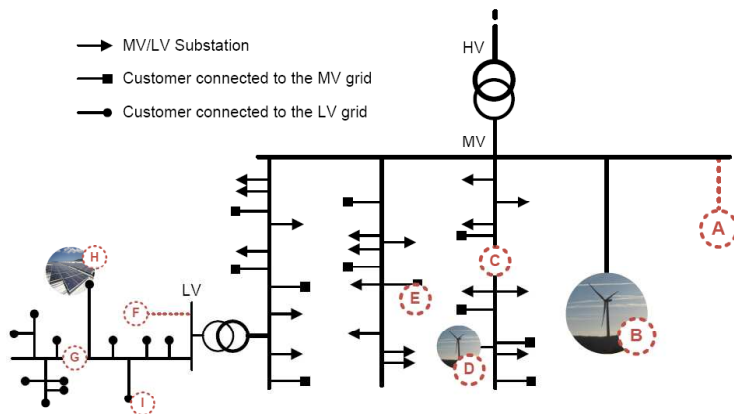 HV
MV/LV Substation
Customer connected to the MV grid
Customer connected to the LV grid
MV
A
H
C
LV
E
F
B
G
D
I